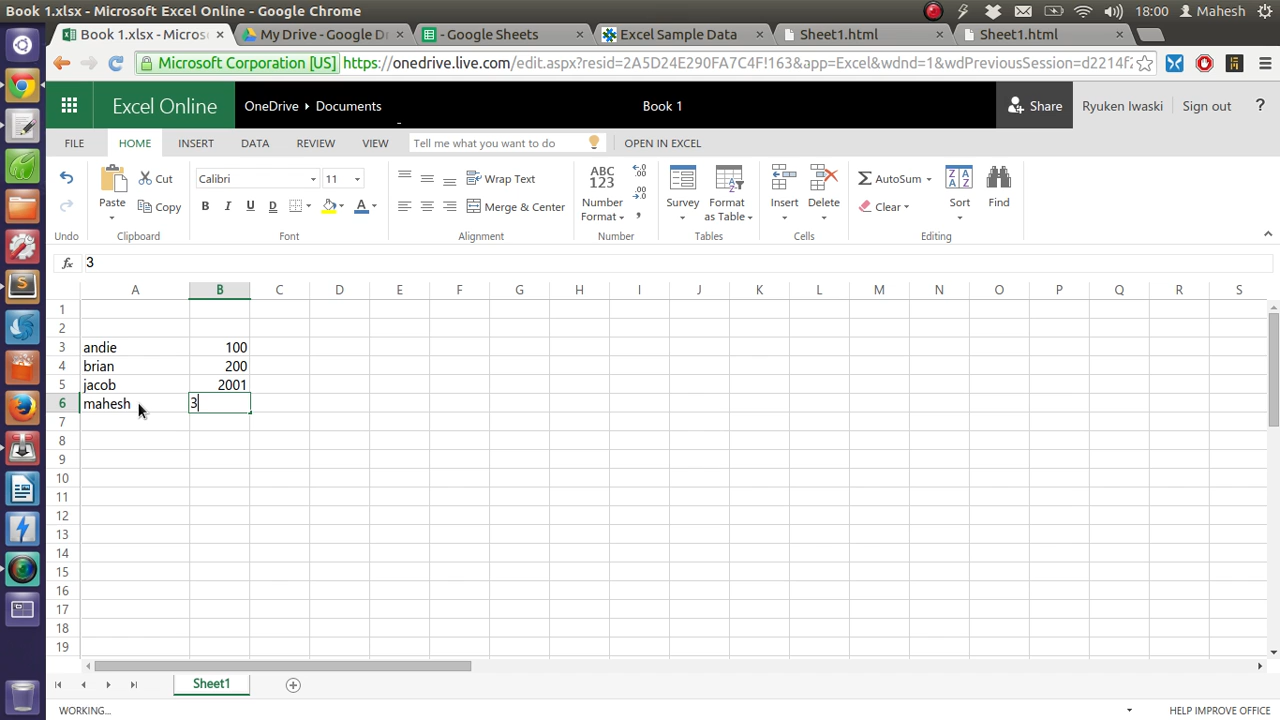 Book 1.xlsx - Microsoft Excel Online - Google Chrome 18:00 Mahesh
Book 1.xlsx - Micros × My Drive - Google Dr × - Google Sheets × Excel Sample Data × Sheet1.html × Sheet1.html ×
Microsoft Corporation [US] https://onedrive.live.com/edit.aspx?resid=2A5D24E290FA7C4F!163&app=Excel&wdnd=1&wdPreviousSession=d2214f2
Excel Online OneDrive Documents Book 1 Share Ryuken Iwaski Sign out ?
FILE HOME INSERT DATA REVIEW VIEW Tell me what you want to do OPEN IN EXCEL
Undo
Paste Cut Copy Clipboard
Calibri 11
B I U D A Font
Wrap Text
Merge & Center
Alignment
ABC 123
Number Format
Number
Survey Format as Table
Tables
Insert Delete
Cells
AutoSum Clear Sort Find
Editing
fx 3
A B C D E F G H I J K L M N O P Q R S
1
2
3 andie 100
4 brian 200
5 jacob 2001
6 mahesh 3
7
8
9
10
11
12
13
14
15
16
17
18
19
Sheet1
WORKING... HELP IMPROVE OFFICE